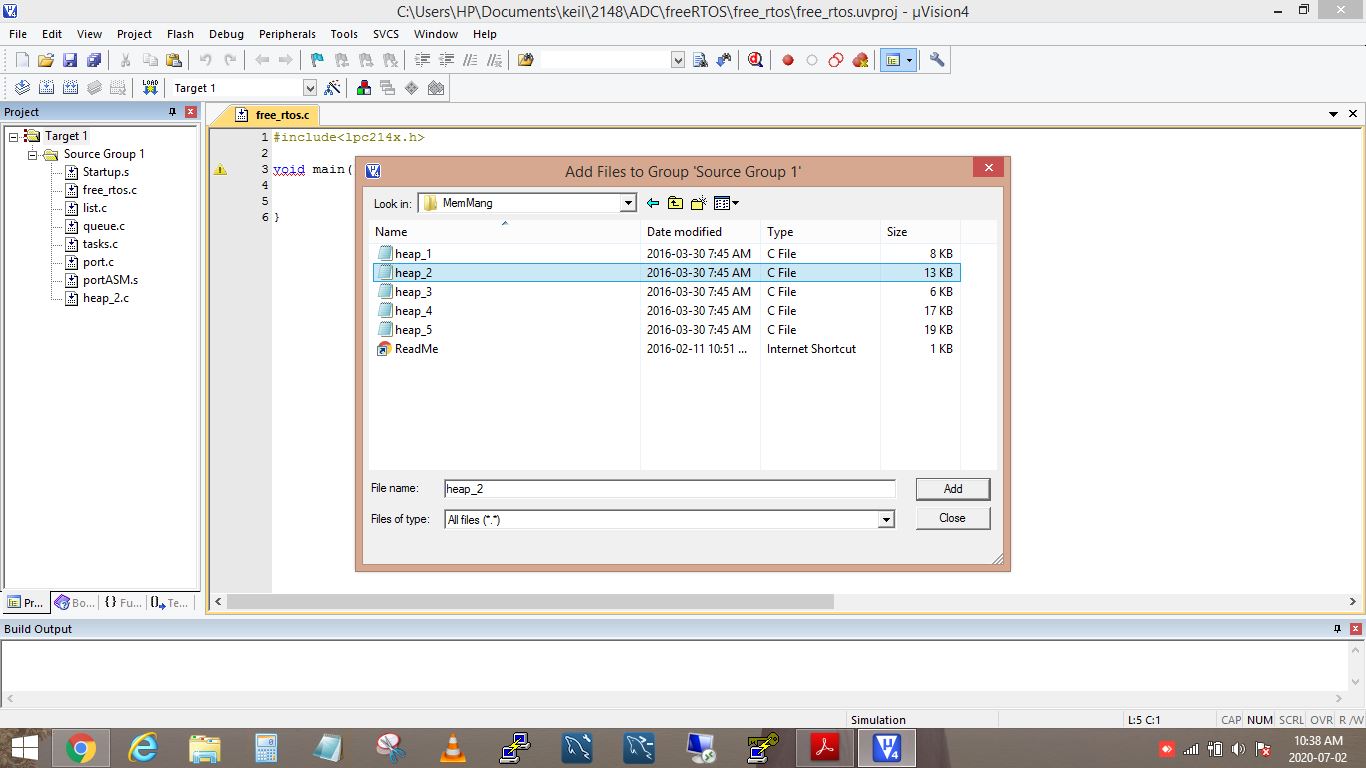 C:\Users\HP\Documents\keil\2148\ADC\freeRTOS\free_rtos\free_rtos.uvproj - µVision4
File Edit View Project Flash Debug Peripherals Tools SVCS Window Help
LOAD Target 1
Project
free_rtos.c
Target 1
Source Group 1
Startup.s
free_rtos.c
list.c
queue.c
tasks.c
port.c
portASM.s
heap_2.c
1 #include<lpc214x.h>
2
3 void main(
4
5
6 }
Add Files to Group 'Source Group 1'
Look in: MemMang
Name Date modified Type Size
heap_1 2016-03-30 7:45 AM C File 8 KB
heap_2 2016-03-30 7:45 AM C File 13 KB
heap_3 2016-03-30 7:45 AM C File 6 KB
heap_4 2016-03-30 7:45 AM C File 17 KB
heap_5 2016-03-30 7:45 AM C File 19 KB
ReadMe 2016-02-11 10:51 ... Internet Shortcut 1 KB
File name: heap_2 Add
Files of type: All files (*.*) Close
Pr... Bo... {} Fu... Te...
Build Output
Simulation L:5 C:1 CAP NUM SCRL OVR R /W
10:38 AM
2020-07-02